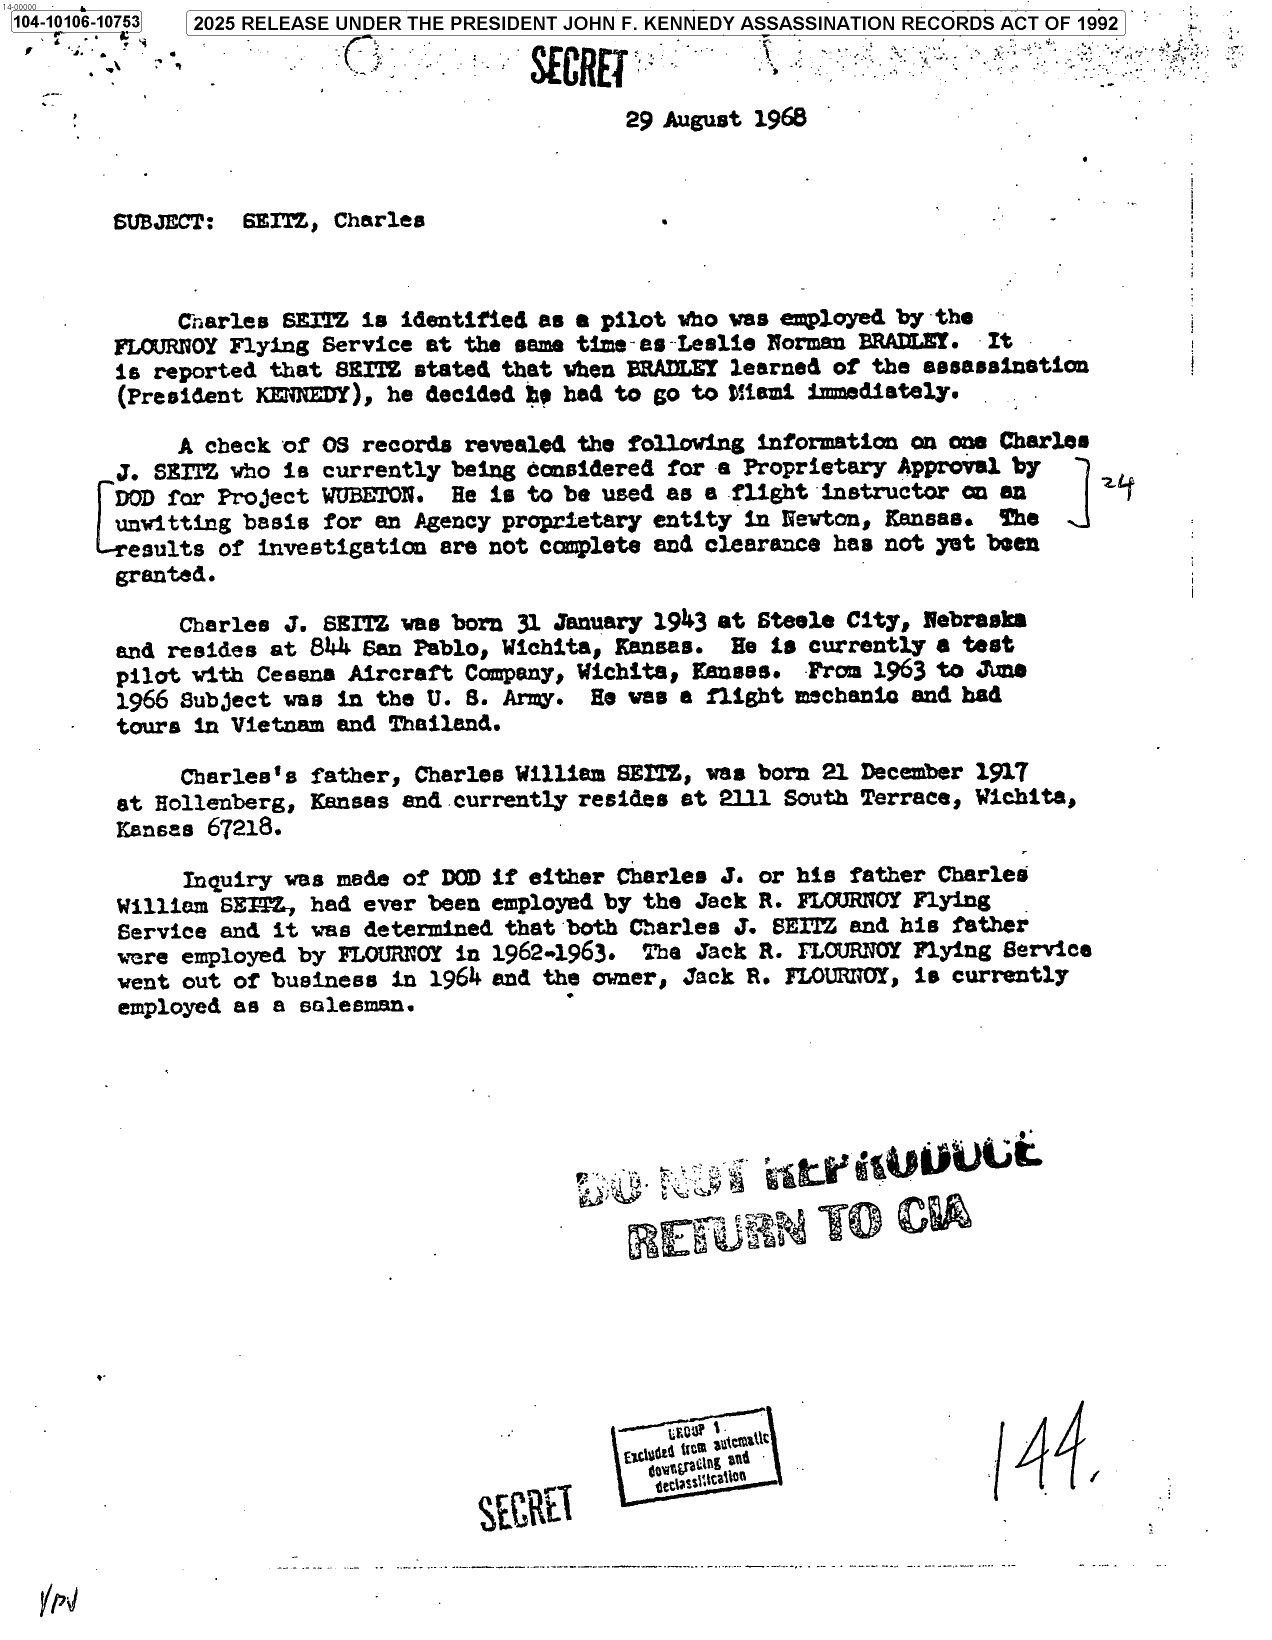 14-00000
104-10106-10753
2025 RELEASE UNDER THE PRESIDENT JOHN F. KENNEDY ASSASSINATION RECORDS ACT OF 1992
SECRET
29 August 1968
SUBJECT: SEITZ, Charles
Charles SEITZ is identified as a pilot who was employed by the
FLOURNOY Flying Service at the same time as Leslie Norman BRADLEY. It
is reported that SEITZ stated that when BRADLEY learned of the assassination
(President KENNEDY), he decided he had to go to Miami immediately.
A check of OS records revealed the following information on one Charles
J. SEITZ who is currently being considered for a Proprietary Approval by
DOD for Project WUBETON. He is to be used as a flight instructor on an
unwitting basis for an Agency proprietary entity in Newton, Kansas. The
results of investigation are not complete and clearance has not yet been
granted.
24
Charles J. SEITZ was born 31 January 1943 at Steele City, Nebraska
and resides at 844 San Pablo, Wichita, Kansas. He is currently a test
pilot with Cessna Aircraft Company, Wichita, Kansas. From 1963 to June
1966 Subject was in the U. S. Army. He was a flight mechanic and had
tours in Vietnam and Thailand.
Charles's father, Charles William SEITZ, was born 21 December 1917
at Hollenberg, Kansas and currently resides at 2111 South Terrace, Wichita,
Kansas 67218.
Inquiry was made of DOD if either Charles J. or his father Charles
William SEITZ, had ever been employed by the Jack R. FLOURNOY Flying
Service and it was determined that both Charles J. SEITZ and his father
were employed by FLOURNOY in 1962-1963. The Jack R. FLOURNOY Flying Service
went out of business in 1964 and the owner, Jack R. FLOURNOY, is currently
employed as a salesman.
DO NOT REPRODUCE
RETURN TO CIA
GROUP 1
Excluded from automatic
downgrading and
declassification
SECRET
144.